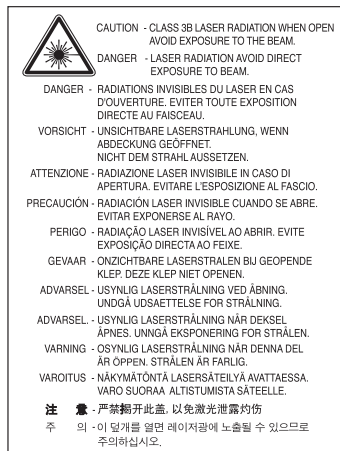 CAUTION - CLASS 3B LASER RADIATION WHEN OPEN
AVOID EXPOSURE TO THE BEAM.
DANGER - LASER RADIATION AVOID DIRECT
EXPOSURE TO BEAM.
DANGER - RADIATIONS INVISIBLES DU LASER EN CAS
D'OUVERTURE. EVITER TOUTE EXPOSITION
DIRECTE AU FAISCEAU.
VORSICHT - UNSICHTBARE LASERSTRAHLUNG, WENN
ABDECKUNG GEÖFFNET.
NICHT DEM STRAHL AUSSETZEN.
ATTENZIONE - RADIAZIONE LASER INVISIBILE IN CASO DI
APERTURA. EVITARE L'ESPOSIZIONE AL FASCIO.
PRECAUCIÓN - RADIACIÓN LASER INVISIBLE CUANDO SE ABRE.
EVITAR EXPONERSE AL RAYO.
PERIGO - RADIAÇÃO LASER INVISÍVEL AO ABRIR. EVITE
EXPOSIÇÃO DIRECTA AO FEIXE.
GEVAAR - ONZICHTBARE LASERSTRALEN BIJ GEOPENDE
KLEP. DEZE KLEP NIET OPENEN.
ADVARSEL - USYNLIG LASERSTRÅLNING VED ÅBNING.
UNDGÅ UDSAETTELSE FOR STRÅLNING.
ADVARSEL. - USYNLIG LASERSTRÅLNING NÅR DEKSEL
ÅPNES. UNNGÅ EKSPONERING FOR STRÅLEN.
VARNING - OSYNLIG LASERSTRÅLNING NÄR DENNA DEL
ÄR ÖPPEN. STRÅLEN ÄR FARLIG.
VAROITUS - NÄKYMÄTÖNTÄ LASERSÄTEILYÄ AVATTAESSA.
VARO SUORAA ALTISTUMISTA SÄTEELLE.
注 意 - 严禁揭开此盖, 以免激光泄露灼伤
주 의 - 이 덮개를 열면 레이저광에 노출될 수 있으므로
주의하십시오.